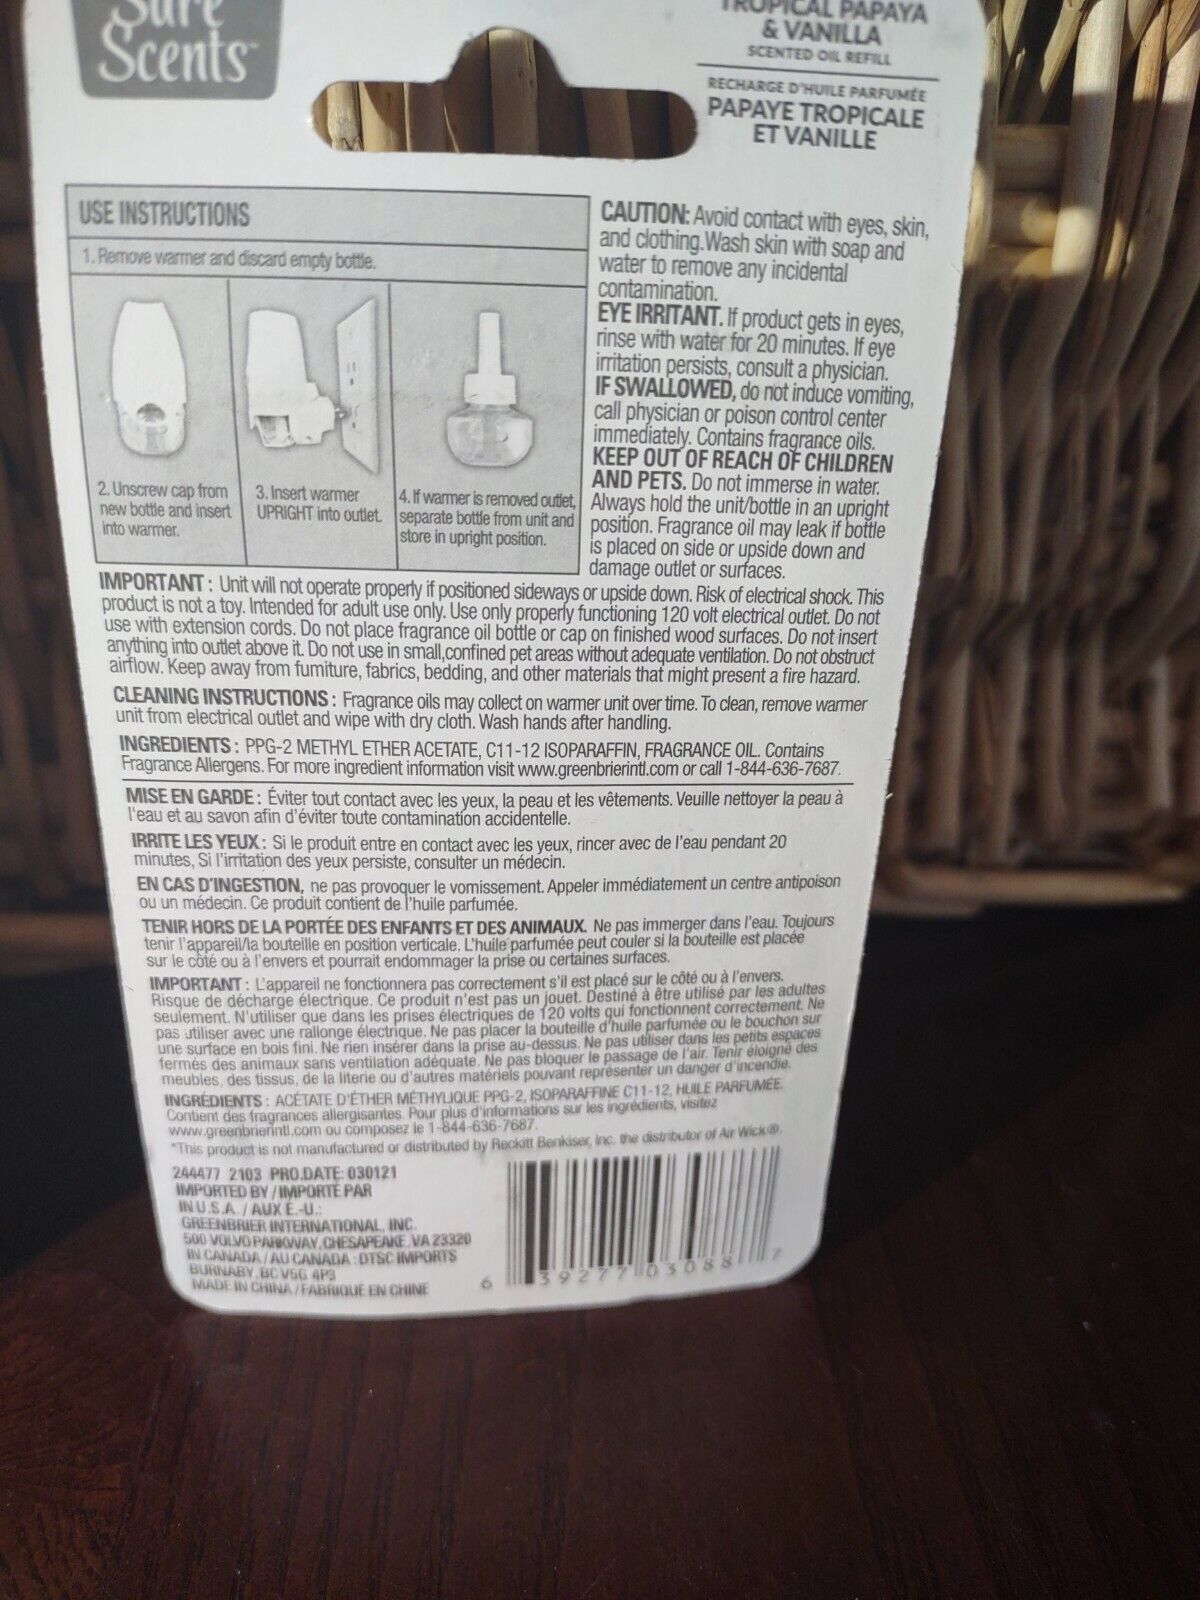 Sure
Scents™
TROPICAL PAPAYA
& VANILLA
SCENTED OIL REFILL
RECHARGE D'HUILE PARFUMÉE
PAPAYE TROPICALE
ET VANILLE
USE INSTRUCTIONS
1. Remove warmer and discard empty bottle.
2. Unscrew cap from
new bottle and insert
into warmer.
3. Insert warmer
UPRIGHT into outlet.
4. If warmer is removed outlet,
separate bottle from unit and
store in upright position.
CAUTION: Avoid contact with eyes, skin,
and clothing.Wash skin with soap and
water to remove any incidental
contamination.
EYE IRRITANT. If product gets in eyes,
rinse with water for 20 minutes. If eye
irritation persists, consult a physician.
IF SWALLOWED, do not induce vomiting,
call physician or poison control center
immediately. Contains fragrance oils.
KEEP OUT OF REACH OF CHILDREN
AND PETS. Do not immerse in water.
Always hold the unit/bottle in an upright
position. Fragrance oil may leak if bottle
is placed on side or upside down and
damage outlet or surfaces.
IMPORTANT : Unit will not operate properly if positioned sideways or upside down. Risk of electrical shock. This
product is not a toy. Intended for adult use only. Use only properly functioning 120 volt electrical outlet. Do not
use with extension cords. Do not place fragrance oil bottle or cap on finished wood surfaces. Do not insert
anything into outlet above it. Do not use in small,confined pet areas without adequate ventilation. Do not obstruct
airflow. Keep away from furniture, fabrics, bedding, and other materials that might present a fire hazard.
CLEANING INSTRUCTIONS : Fragrance oils may collect on warmer unit over time. To clean, remove warmer
unit from electrical outlet and wipe with dry cloth. Wash hands after handling.
INGREDIENTS : PPG-2 METHYL ETHER ACETATE, C11-12 ISOPARAFFIN, FRAGRANCE OIL. Contains
Fragrance Allergens. For more ingredient information visit www.greenbrierintl.com or call 1-844-636-7687.
MISE EN GARDE : Éviter tout contact avec les yeux, la peau et les vêtements. Veuille nettoyer la peau à
l'eau et au savon afin d'éviter toute contamination accidentelle.
IRRITE LES YEUX : Si le produit entre en contact avec les yeux, rincer avec de l'eau pendant 20
minutes, Si l'irritation des yeux persiste, consulter un médecin.
EN CAS D'INGESTION, ne pas provoquer le vomissement. Appeler immédiatement un centre antipoison
ou un médecin. Ce produit contient de l'huile parfumée.
TENIR HORS DE LA PORTÉE DES ENFANTS ET DES ANIMAUX. Ne pas immerger dans l'eau. Toujours
tenir l'appareil/la bouteille en position verticale. L'huile parfumée peut couler si la bouteille est placée
sur le côté ou à l'envers et pourrait endommager la prise ou certaines surfaces.
IMPORTANT : L'appareil ne fonctionnera pas correctement s'il est placé sur le côté ou à l'envers.
Risque de décharge électrique. Ce produit n'est pas un jouet. Destiné à être utilisé par les adultes
seulement. N'utiliser que dans les prises électriques de 120 volts qui fonctionnent correctement. Ne
pas utiliser avec une rallonge électrique. Ne pas placer la bouteille d'huile parfumée ou le bouchon sur
une surface en bois fini. Ne rien insérer dans la prise au-dessus. Ne pas utiliser dans les petits espaces
fermés des animaux sans ventilation adéquate. Ne pas bloquer le passage de l'air. Tenir éloigné des
meubles, des tissus, de la literie ou d'autres matériels pouvant représenter un danger d'incendie.
INGRÉDIENTS : ACÉTATE D'ÉTHER MÉTHYLIQUE PPG-2, ISOPARAFFINE C11-12, HUILE PARFUMÉE.
Contient des fragrances allergisantes. Pour plus d'informations sur les ingrédients, visitez
www.greenbrierintl.com ou composez le 1-844-636-7687.
*This product is not manufactured or distributed by Reckitt Benkiser, Inc. the distributor of Air Wick®.
244477 2103 PRO.DATE: 030121
IMPORTED BY / IMPORTÉ PAR
IN U.S.A. / AUX É.-U.:
GREENBRIER INTERNATIONAL, INC.
500 VOLVO PARKWAY, CHESAPEAKE, VA 23320
IN CANADA / AU CANADA : DTSC IMPORTS
BURNABY, BC V5G 4P3
MADE IN CHINA / FABRIQUÉ EN CHINE
6 39277 03088 7